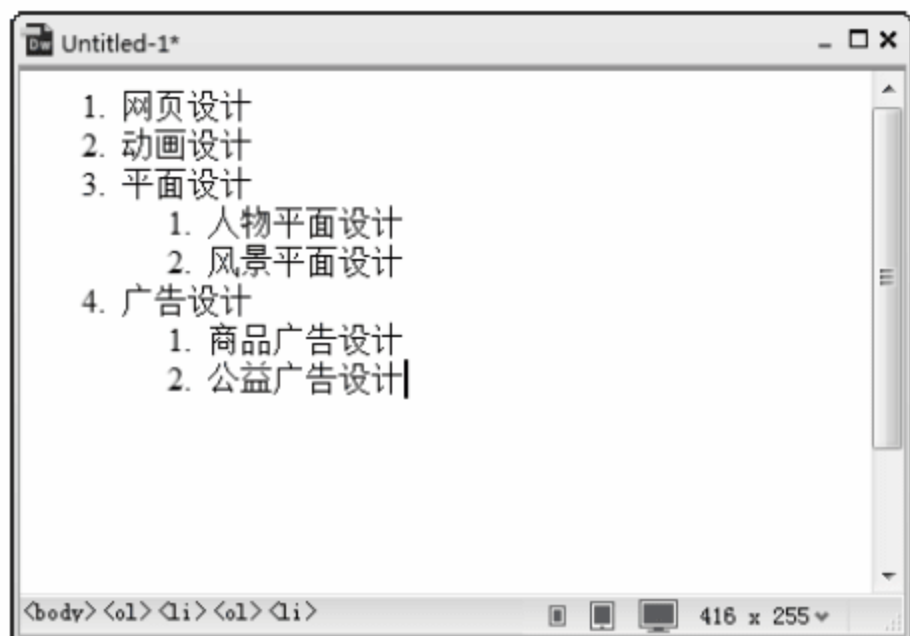 Dw Untitled-1*
1. 网页设计
2. 动画设计
3. 平面设计
1. 人物平面设计
2. 风景平面设计
4. 广告设计
1. 商品广告设计
2. 公益广告设计
<body> <ol> <li> <ol> <li> 416 x 255